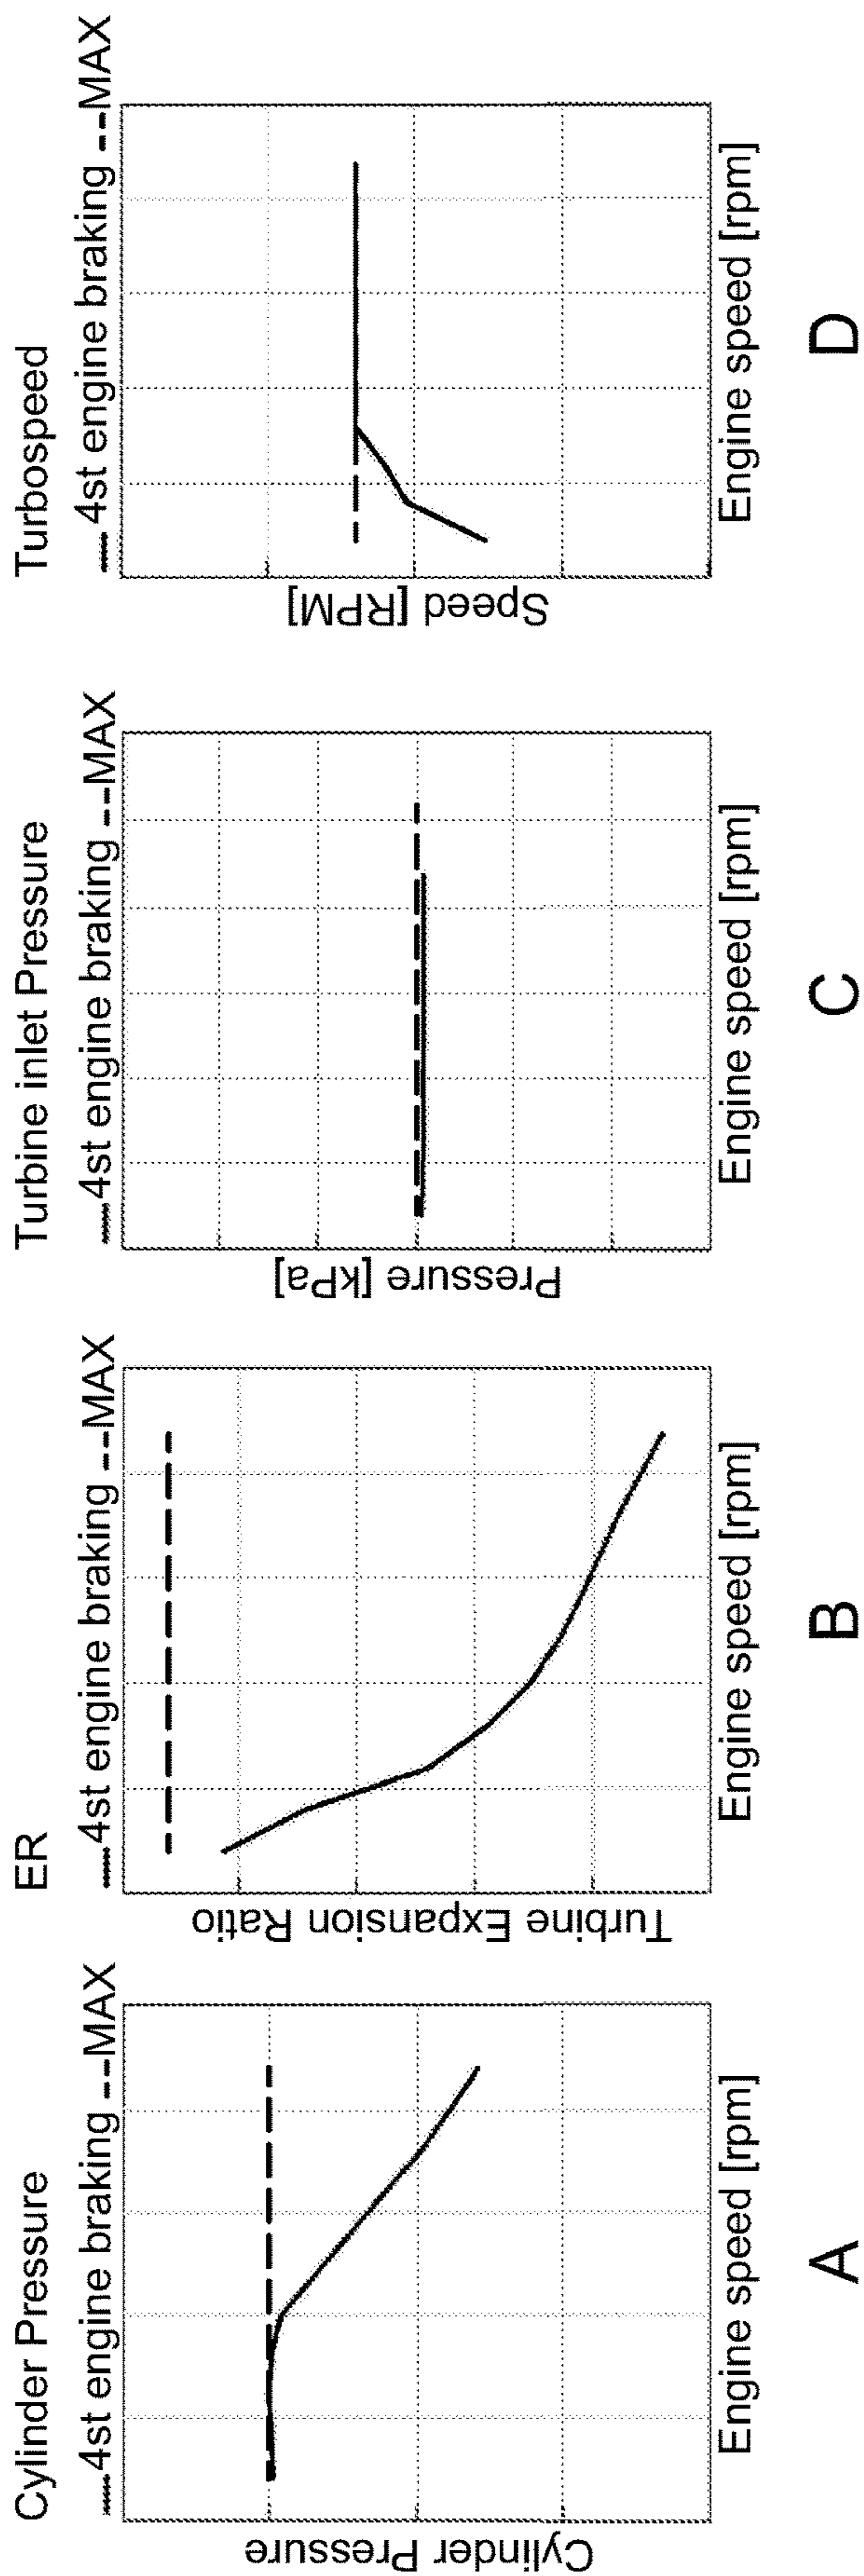 Cylinder Pressure
4st engine braking --MAX
Cylinder Pressure
Engine speed [rpm]
A
ER
4st engine braking --MAX
Turbine Expansion Ratio
Engine speed [rpm]
B
Turbine inlet Pressure
4st engine braking --MAX
Pressure [kPa]
Engine speed [rpm]
C
Turbospeed
4st engine braking --MAX
Speed [RPM]
Engine speed [rpm]
D